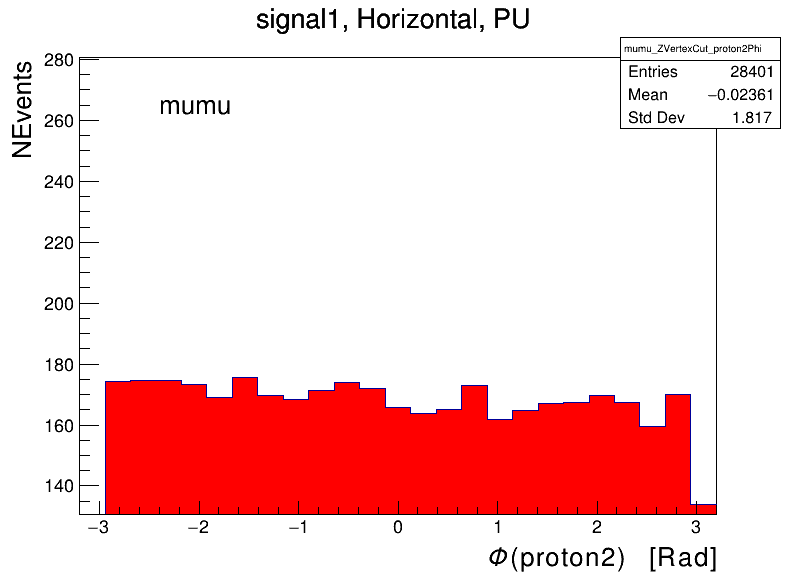 signal1, Horizontal, PU
mumu_ZVertexCut_proton2Phi
Entries 28401
Mean −0.02361
Std Dev 1.817
NEvents
mumu
280
260
240
220
200
180
160
140
−3 −2 −1 0 1 2 3
Φ(proton2) [Rad]